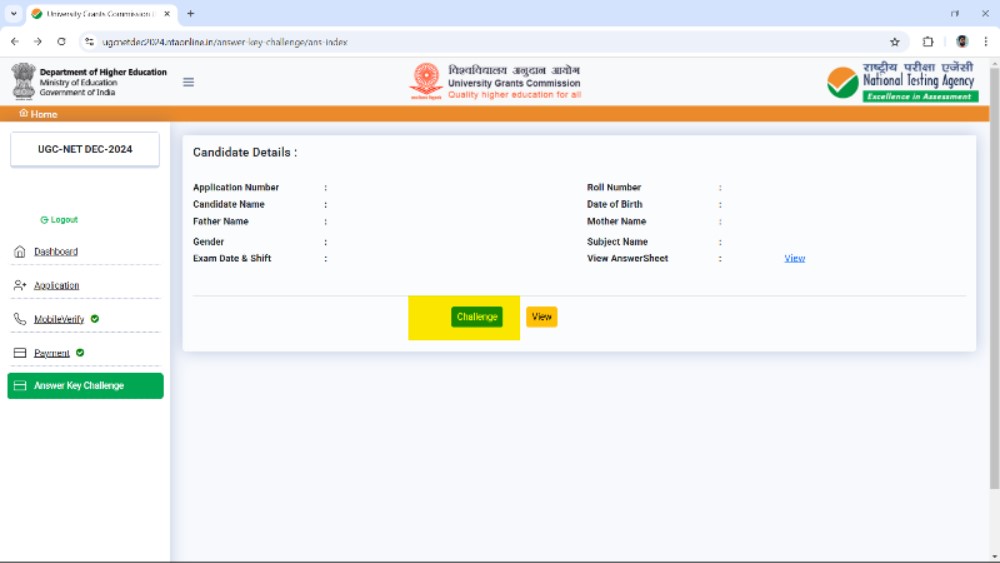 University Grants Commission |
ugcnetdec2024.ntaonline.in/answer-key-challenge/ans-index
Department of Higher Education
Ministry of Education
Government of India
विश्वविद्यालय अनुदान आयोग
University Grants Commission
Quality higher education for all
राष्ट्रीय परीक्षा एजेंसी
National Testing Agency
Excellence in Assessment
Home
UGC-NET DEC-2024
Logout
Dashboard
Application
MobileVerify
Payment
Answer Key Challenge
Candidate Details :
Application Number :
Roll Number :
Candidate Name :
Date of Birth :
Father Name :
Mother Name :
Gender :
Subject Name :
Exam Date & Shift :
View AnswerSheet : View
Challenge View